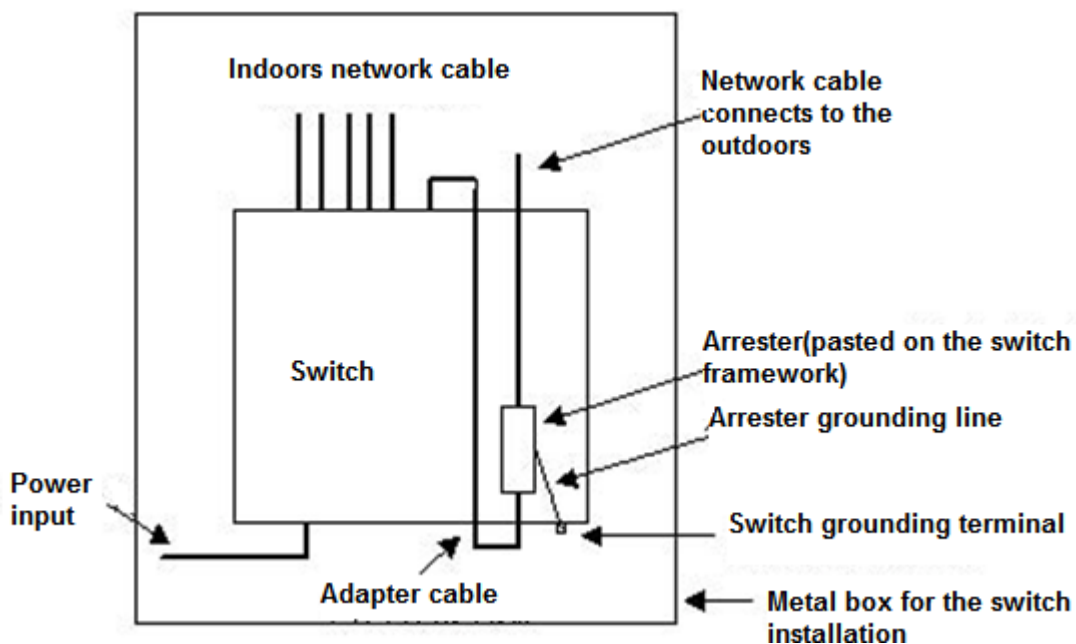 Indoors network cable
Network cable
connects to the
outdoors
Switch
Arrester(pasted on the switch
framework)
Arrester grounding line
Power
input
Switch grounding terminal
Adapter cable
Metal box for the switch
installation